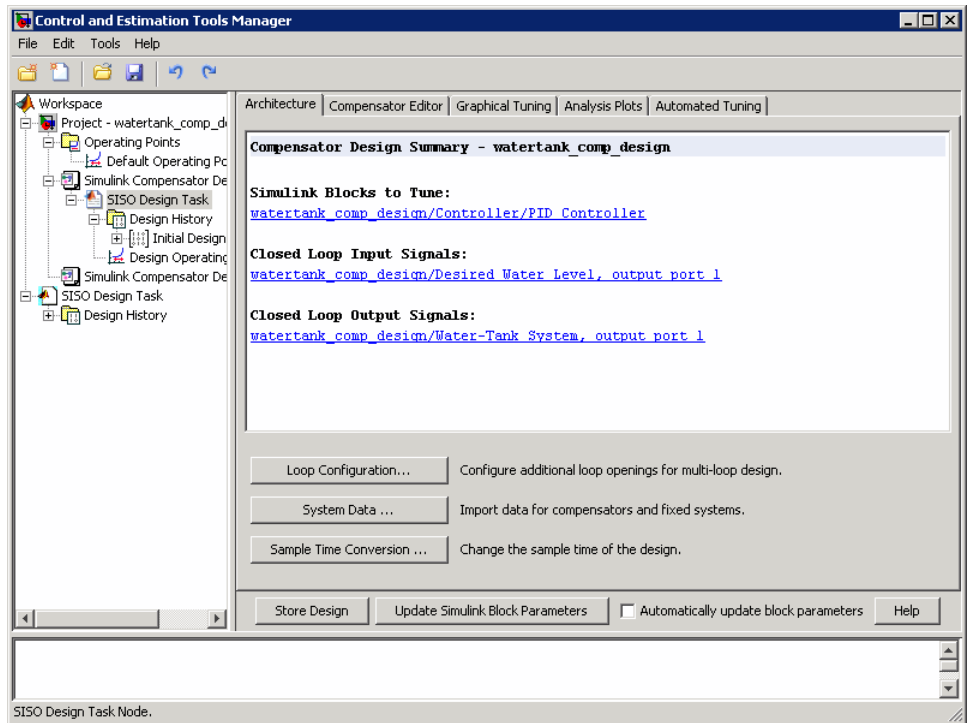 Control and Estimation Tools Manager
File Edit Tools Help
Workspace
Project - watertank_comp_d
Operating Points
Default Operating Po
Simulink Compensator De
SISO Design Task
Design History
Initial Design
Design Operating
Simulink Compensator De
SISO Design Task
Design History
Architecture Compensator Editor Graphical Tuning Analysis Plots Automated Tuning
Compensator Design Summary - watertank_comp_design
Simulink Blocks to Tune:
watertank_comp_design/Controller/PID Controller
Closed Loop Input Signals:
watertank_comp_design/Desired Water Level, output port 1
Closed Loop Output Signals:
watertank_comp_design/Water-Tank System, output port 1
Loop Configuration... Configure additional loop openings for multi-loop design.
System Data ... Import data for compensators and fixed systems.
Sample Time Conversion ... Change the sample time of the design.
Store Design Update Simulink Block Parameters Automatically update block parameters Help
SISO Design Task Node.